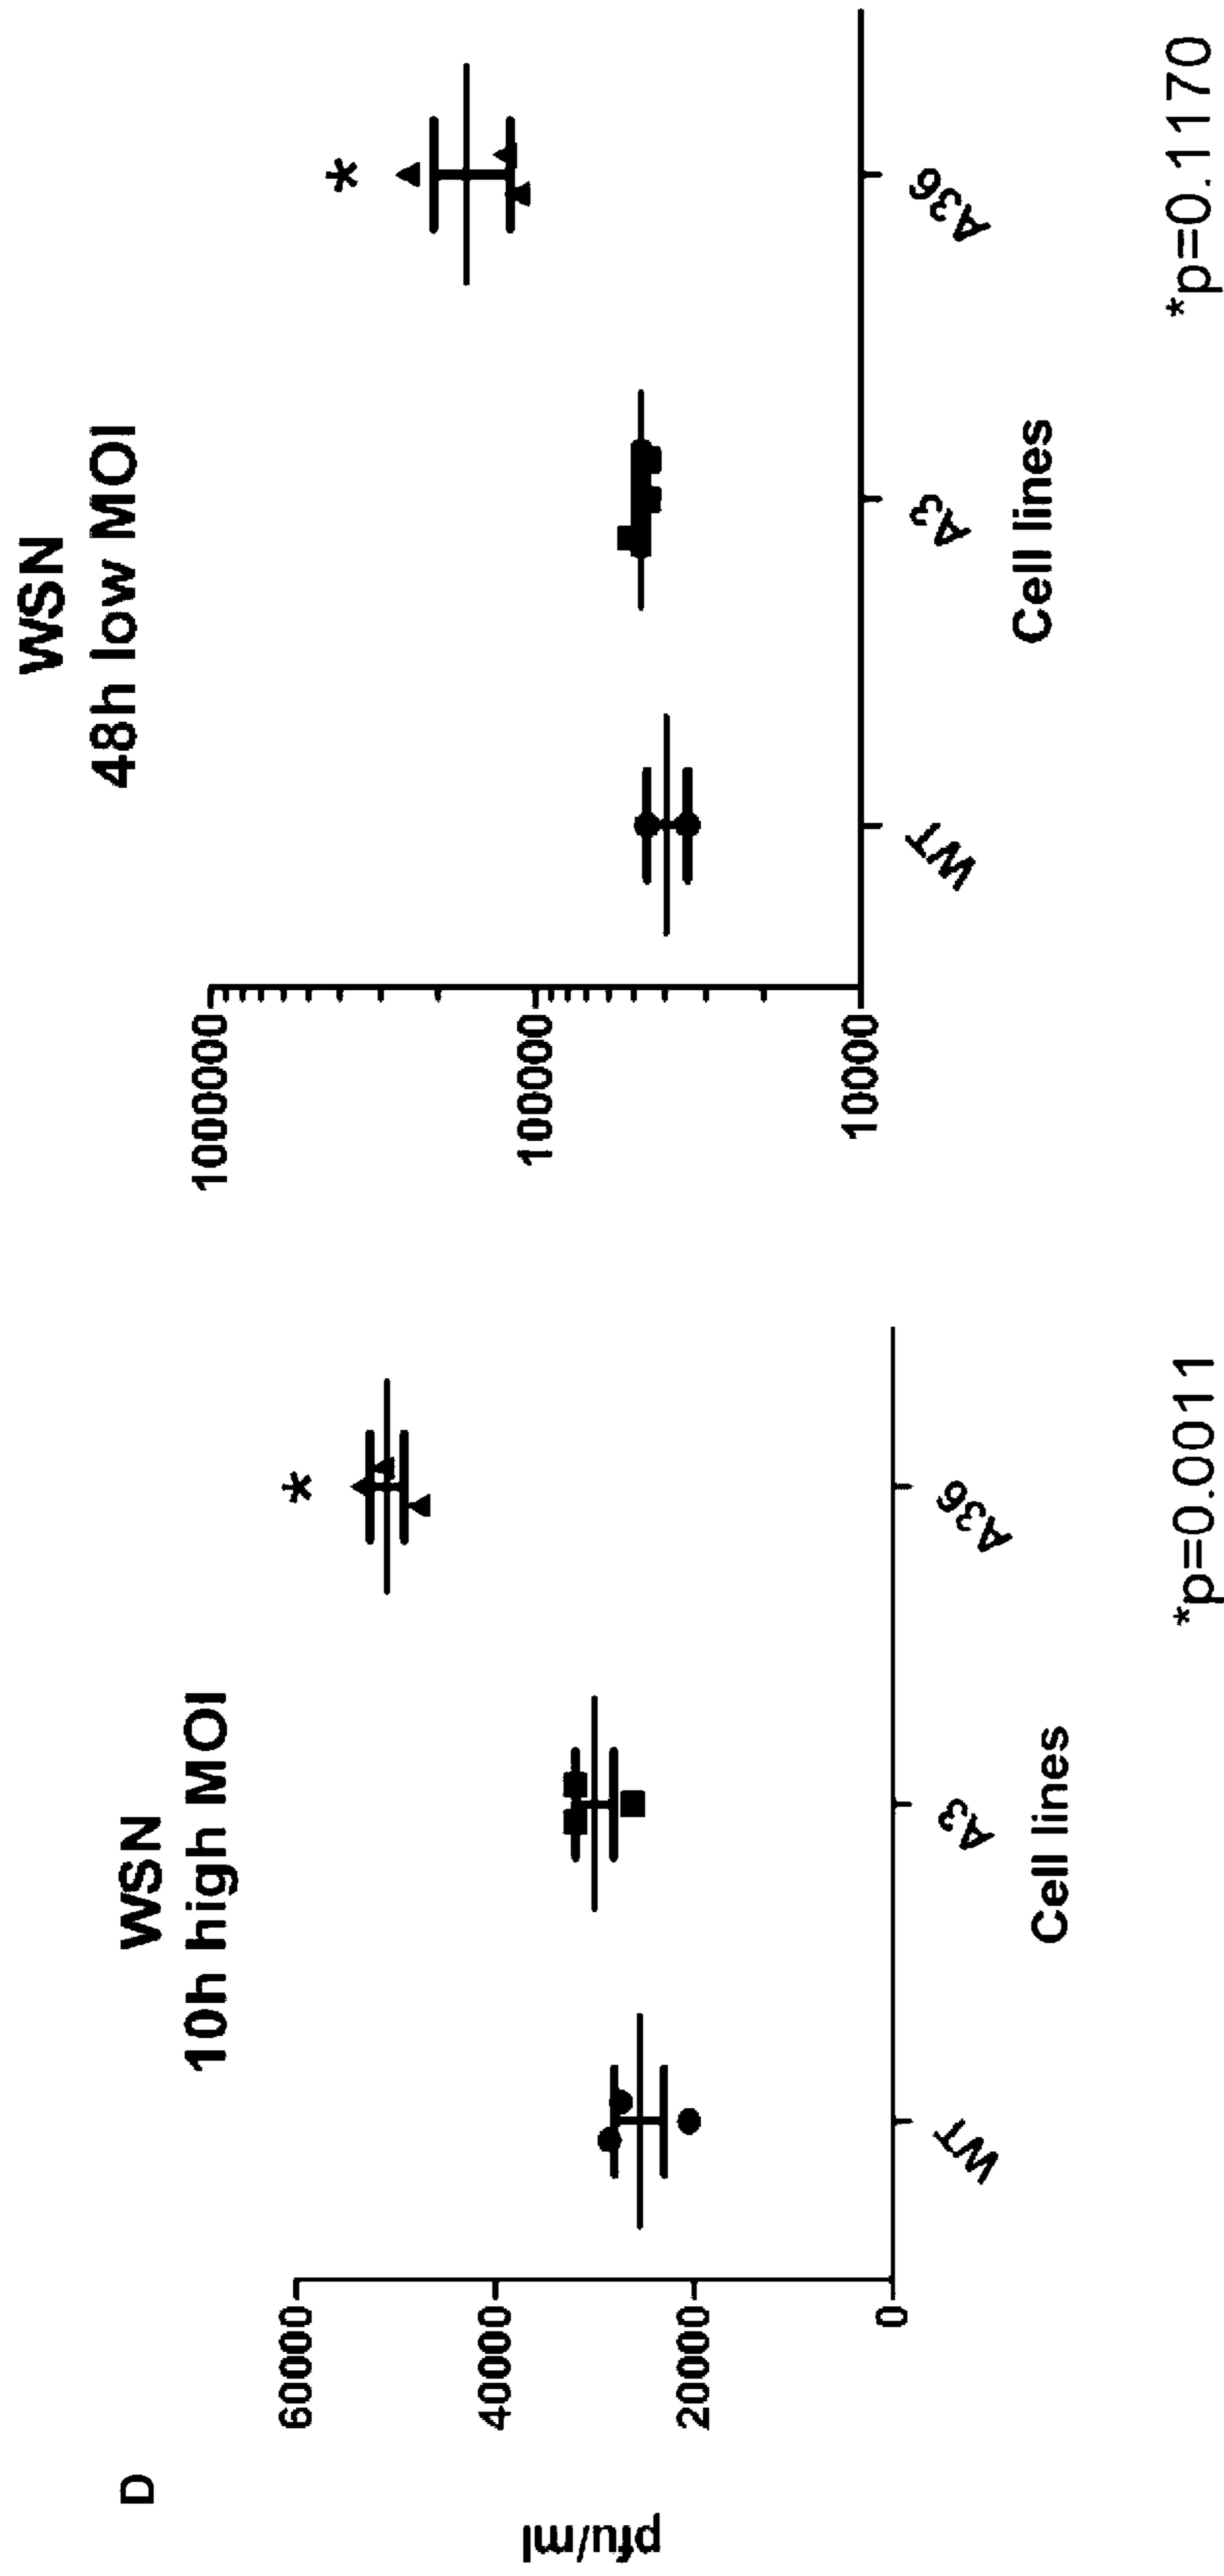 D
WSN
10h high MOI
pfu/ml
60000
40000
20000
0
*
WT
A3
A36
Cell lines
*p=0.0011
WSN
48h low MOI
1000000
100000
10000
*
WT
A3
A36
Cell lines
*p=0.1170